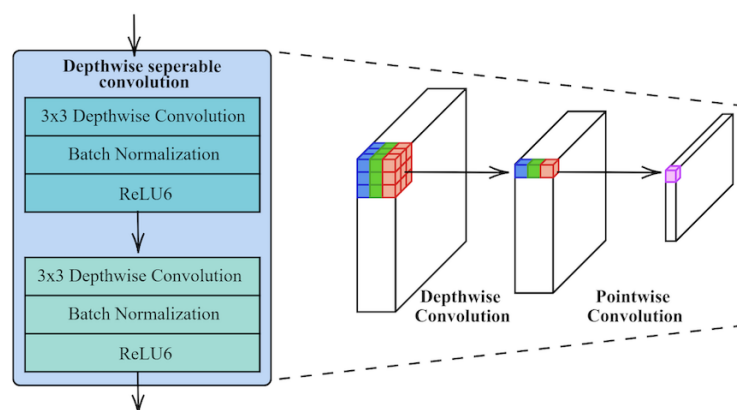 Depthwise seperable
convolution
3x3 Depthwise Convolution
Batch Normalization
ReLU6
3x3 Depthwise Convolution
Batch Normalization
ReLU6
Depthwise
Convolution
Pointwise
Convolution